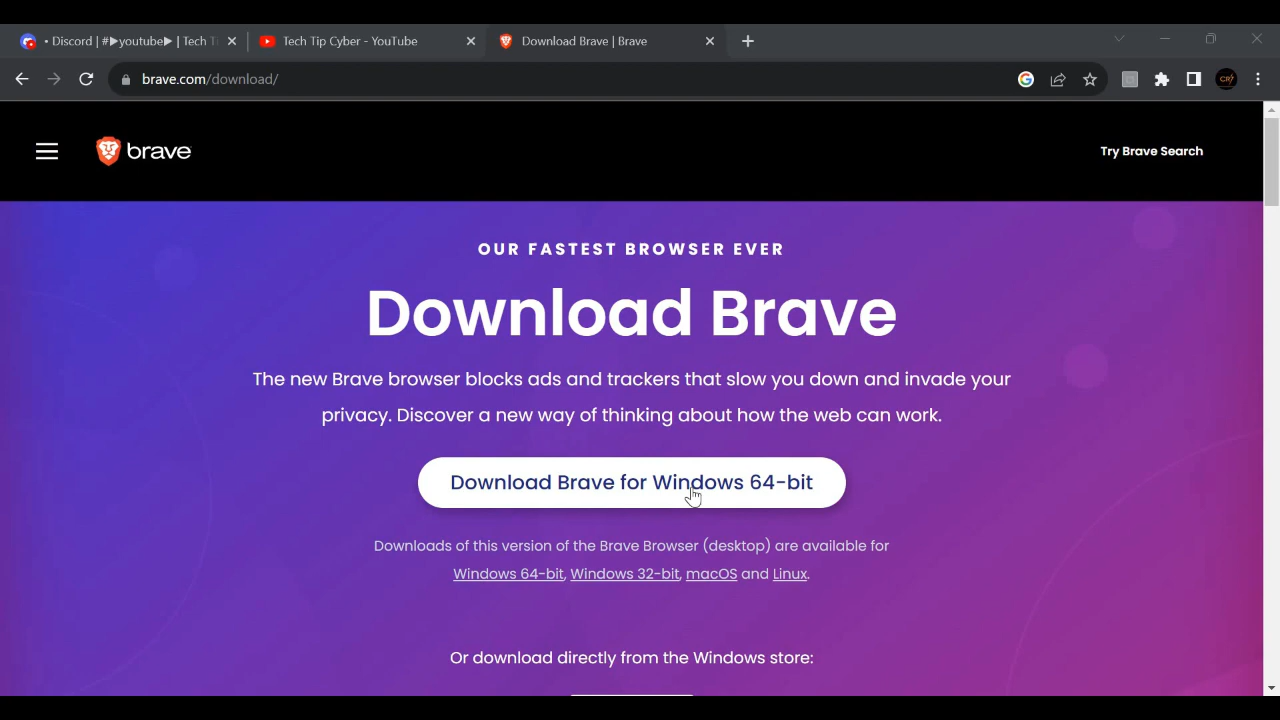 • Discord | #▶youtube▶ | Tech T
Tech Tip Cyber - YouTube
Download Brave | Brave
brave.com/download/
brave
Try Brave Search
OUR FASTEST BROWSER EVER
Download Brave
The new Brave browser blocks ads and trackers that slow you down and invade your
privacy. Discover a new way of thinking about how the web can work.
Download Brave for Windows 64-bit
Downloads of this version of the Brave Browser (desktop) are available for
Windows 64-bit, Windows 32-bit, macOS and Linux.
Or download directly from the Windows store: